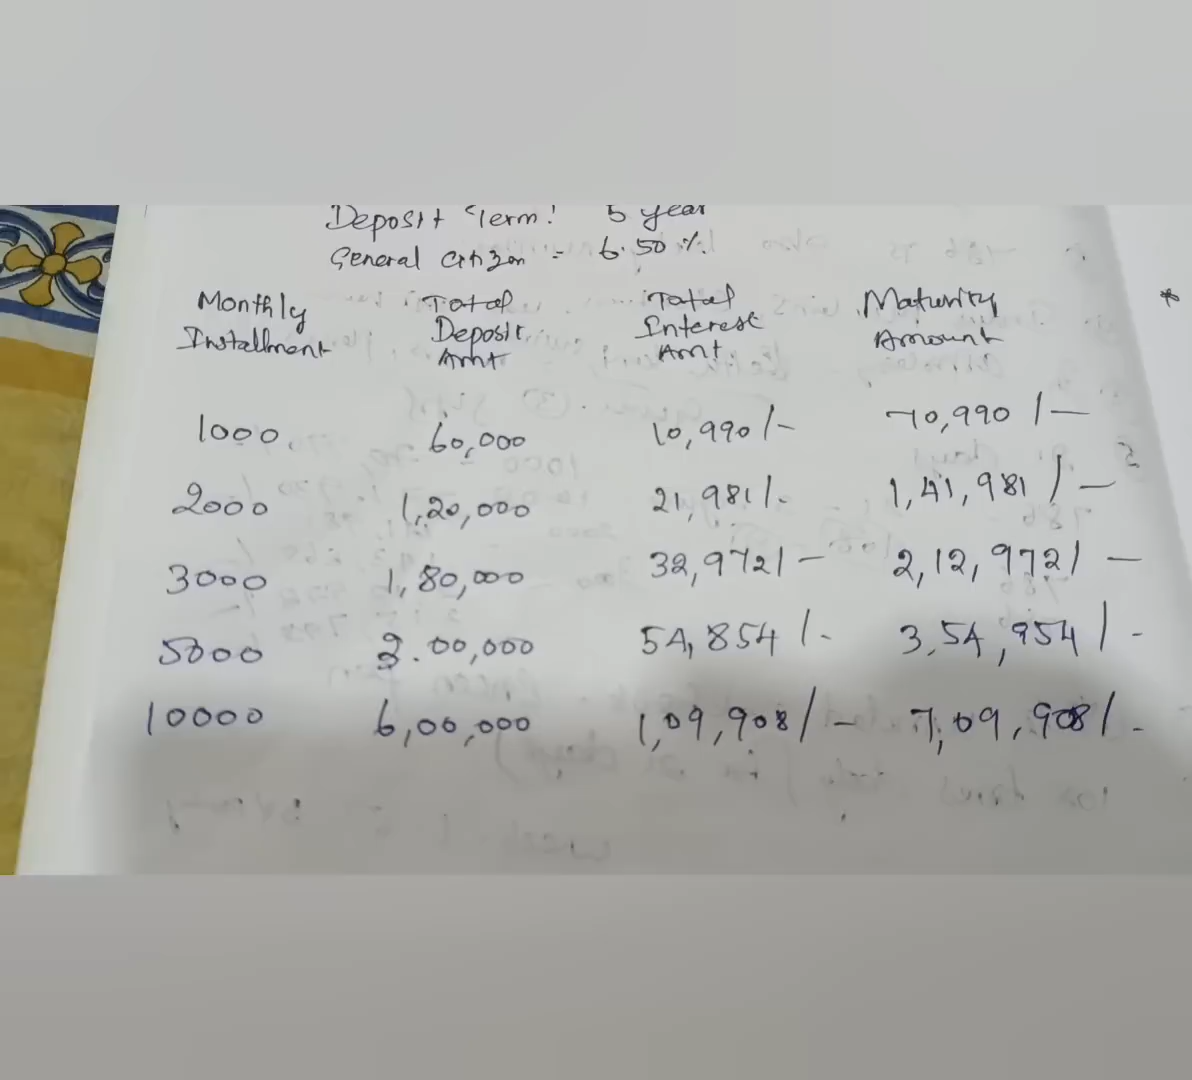 Deposit Term: 5 year
General citizen = 6.50 %
Monthly Installment Total Deposit Amt Total Interest Amt Maturity Amount
1000 60,000 10,990/- 70,990/-
2000 1,20,000 21,981/- 1,41,981/-
3000 1,80,000 32,972/- 2,12,972/-
5000 3.00,000 54,854/- 3,54,954/-
10000 6,00,000 1,09,908/- 7,09,908/-